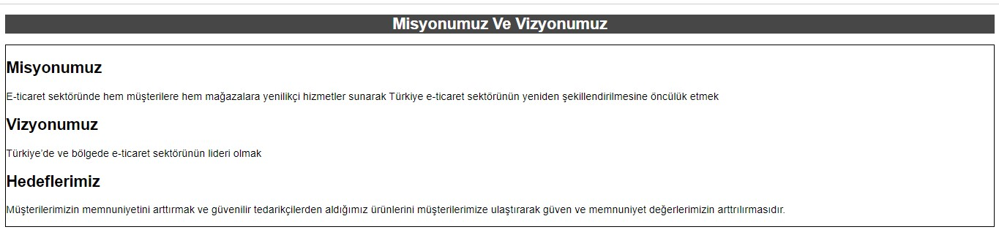 Misyonumuz Ve Vizyonumuz
Misyonumuz
E-ticaret sektöründe hem müşterilere hem mağazalara yenilikçi hizmetler sunarak Türkiye e-ticaret sektörünün yeniden şekillendirilmesine öncülük etmek
Vizyonumuz
Türkiye’de ve bölgede e-ticaret sektörünün lideri olmak
Hedeflerimiz
Müşterilerimizin memnuniyetini arttırmak ve güvenilir tedarikçilerden aldığımız ürünlerini müşterilerimize ulaştırarak güven ve memnuniyet değerlerimizin arttrılırmasıdır.